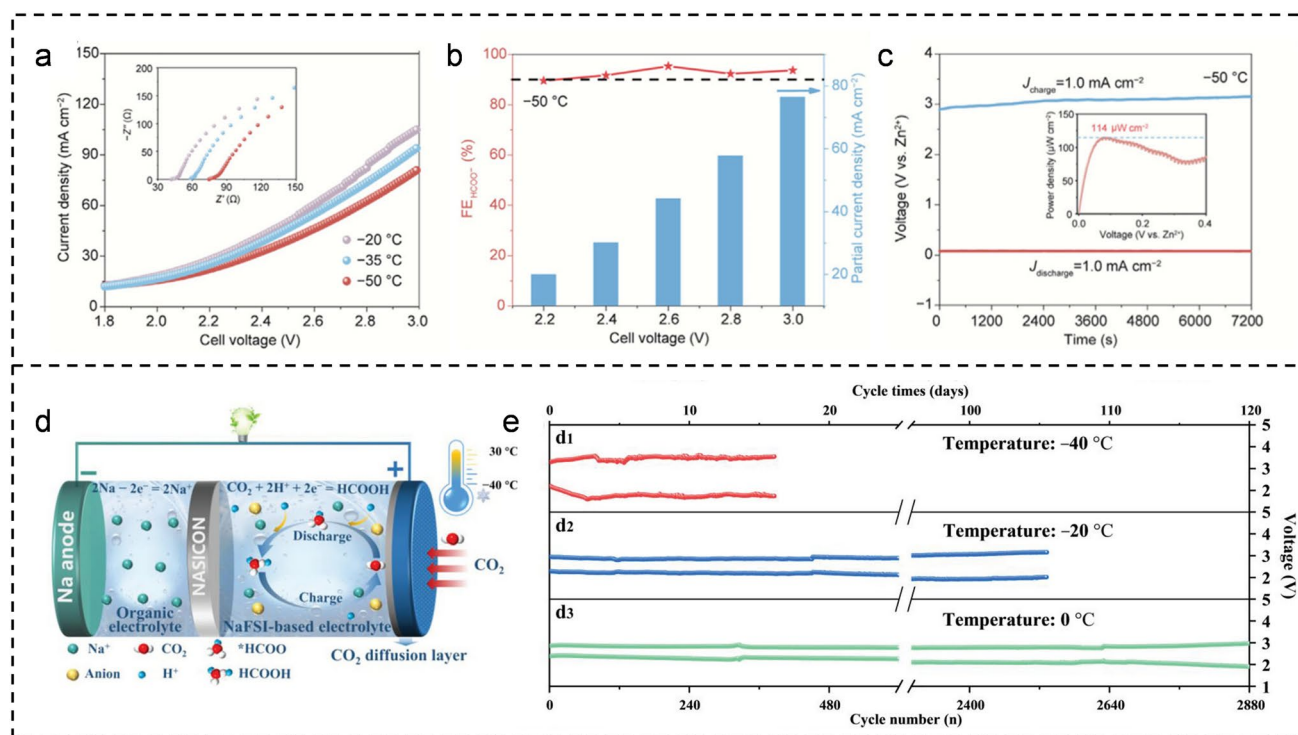 a
150
120
90
60
30
0
Current density (mA cm⁻²)
1.8 2.0 2.2 2.4 2.6 2.8 3.0
Cell voltage (V)
200
150
100
50
0
−Z'' (Ω)
30 60 90 120 150
Z' (Ω)
−20 °C
−35 °C
−50 °C
b
100
80
60
40
20
0
FE_HCOO⁻ (%)
−50 °C
2.2 2.4 2.6 2.8 3.0
Cell voltage (V)
80
60
40
20
Partial current density (mA cm⁻²)
c
4
3
2
1
0
−1
Voltage (V vs. Zn²⁺)
J_charge=1.0 mA cm⁻²
−50 °C
150
100
50
0
Power density (μW cm⁻²)
114 μW cm⁻²
0.0 0.2 0.4
Voltage (V vs. Zn²⁺)
J_discharge=1.0 mA cm⁻²
0 1200 2400 3600 4800 6000 7200
Time (s)
d
30 °C
−40 °C
−
+
2Na − 2e⁻ = 2Na⁺
CO₂ + 2H⁺ + 2e⁻ = HCOOH
Na anode
NASICON
Discharge
Charge
CO₂
Organic
electrolyte
NaFSI-based electrolyte
CO₂ diffusion layer
Na⁺ CO₂ *HCOO
Anion H⁺ HCOOH
e
Cycle times (days)
0 10 20 100 110 120
d1
Temperature: −40 °C
5
4
3
2
d2
Temperature: −20 °C
5
4
3
2
d3
Temperature: 0 °C
5
4
3
2
1
Voltage (V)
0 240 480 2400 2640 2880
Cycle number (n)